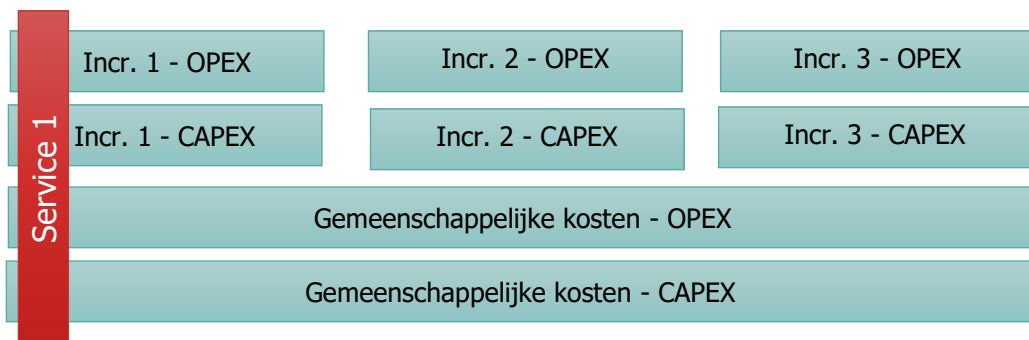 Service 1
Incr. 1 - OPEX
Incr. 2 - OPEX
Incr. 3 - OPEX
Incr. 1 - CAPEX
Incr. 2 - CAPEX
Incr. 3 - CAPEX
Gemeenschappelijke kosten - OPEX
Gemeenschappelijke kosten - CAPEX